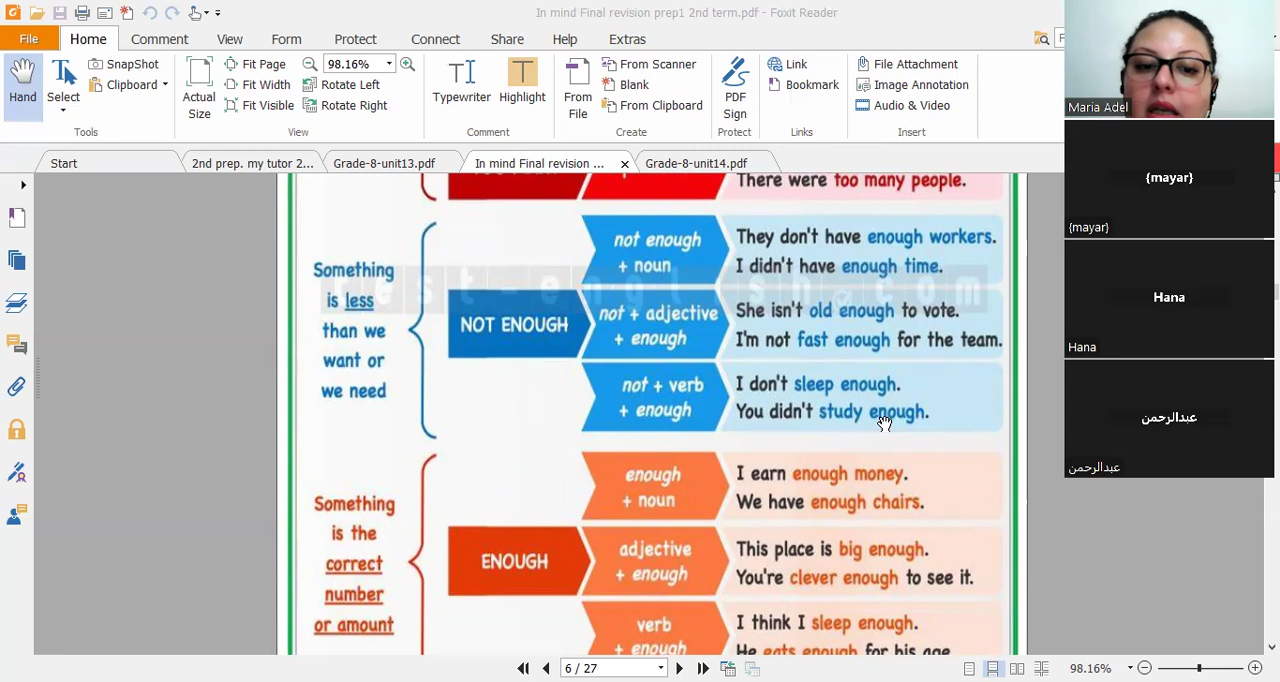 In mind Final revision prep1 2nd term.pdf - Foxit Reader
File
Home
Comment
View
Form
Protect
Connect
Share
Help
Extras
Hand
Select
SnapShot
Clipboard
Actual
Size
Fit Page
Fit Width
Fit Visible
98.16%
Rotate Left
Rotate Right
Typewriter
Highlight
From
File
From Scanner
Blank
From Clipboard
PDF
Sign
Link
Bookmark
File Attachment
Image Annotation
Audio & Video
Tools
View
Comment
Create
Protect
Links
Insert
Start
2nd prep. my tutor 2...
Grade-8-unit13.pdf
In mind Final revision ...
Grade-8-unit14.pdf
There were too many people.
Something
is less
than we
want or
we need
NOT ENOUGH
not enough
+ noun
They don't have enough workers.
I didn't have enough time.
not + adjective
+ enough
She isn't old enough to vote.
I'm not fast enough for the team.
not + verb
+ enough
I don't sleep enough.
You didn't study enough.
Something
is the
correct
number
or amount
ENOUGH
enough
+ noun
I earn enough money.
We have enough chairs.
adjective
+ enough
This place is big enough.
You're clever enough to see it.
verb
+ enough
I think I sleep enough.
He eats enough for his age
6 / 27
98.16%
Maria Adel
{mayar}
{mayar}
Hana
Hana
عبدالرحمن
عبدالرحمن